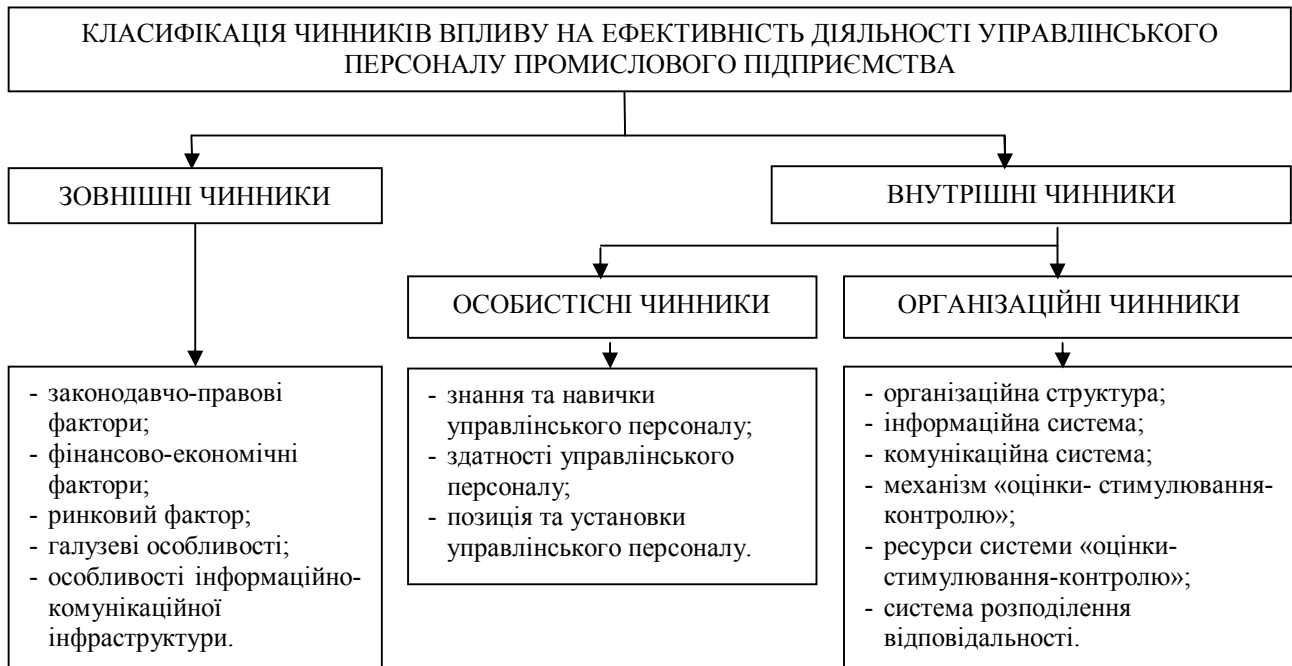 КЛАСИФІКАЦІЯ ЧИННИКІВ ВПЛИВУ НА ЕФЕКТИВНІСТЬ ДІЯЛЬНОСТІ УПРАВЛІНСЬКОГО
ПЕРСОНАЛУ ПРОМИСЛОВОГО ПІДПРИЄМСТВА
ЗОВНІШНІ ЧИННИКИ
ВНУТРІШНІ ЧИННИКИ
ОСОБИСТІСНІ ЧИННИКИ
ОРГАНІЗАЦІЙНІ ЧИННИКИ
- законодавчо-правові
фактори;
- фінансово-економічні
фактори;
- ринковий фактор;
- галузеві особливості;
- особливості інформаційно-
комунікаційної
інфраструктури.
- знання та навички
управлінського персоналу;
- здатності управлінського
персоналу;
- позиція та установки
управлінського персоналу.
- організаційна структура;
- інформаційна система;
- комунікаційна система;
- механізм «оцінки- стимулювання-
контролю»;
- ресурси системи «оцінки-
стимулювання-контролю»;
- система розподілення
відповідальності.